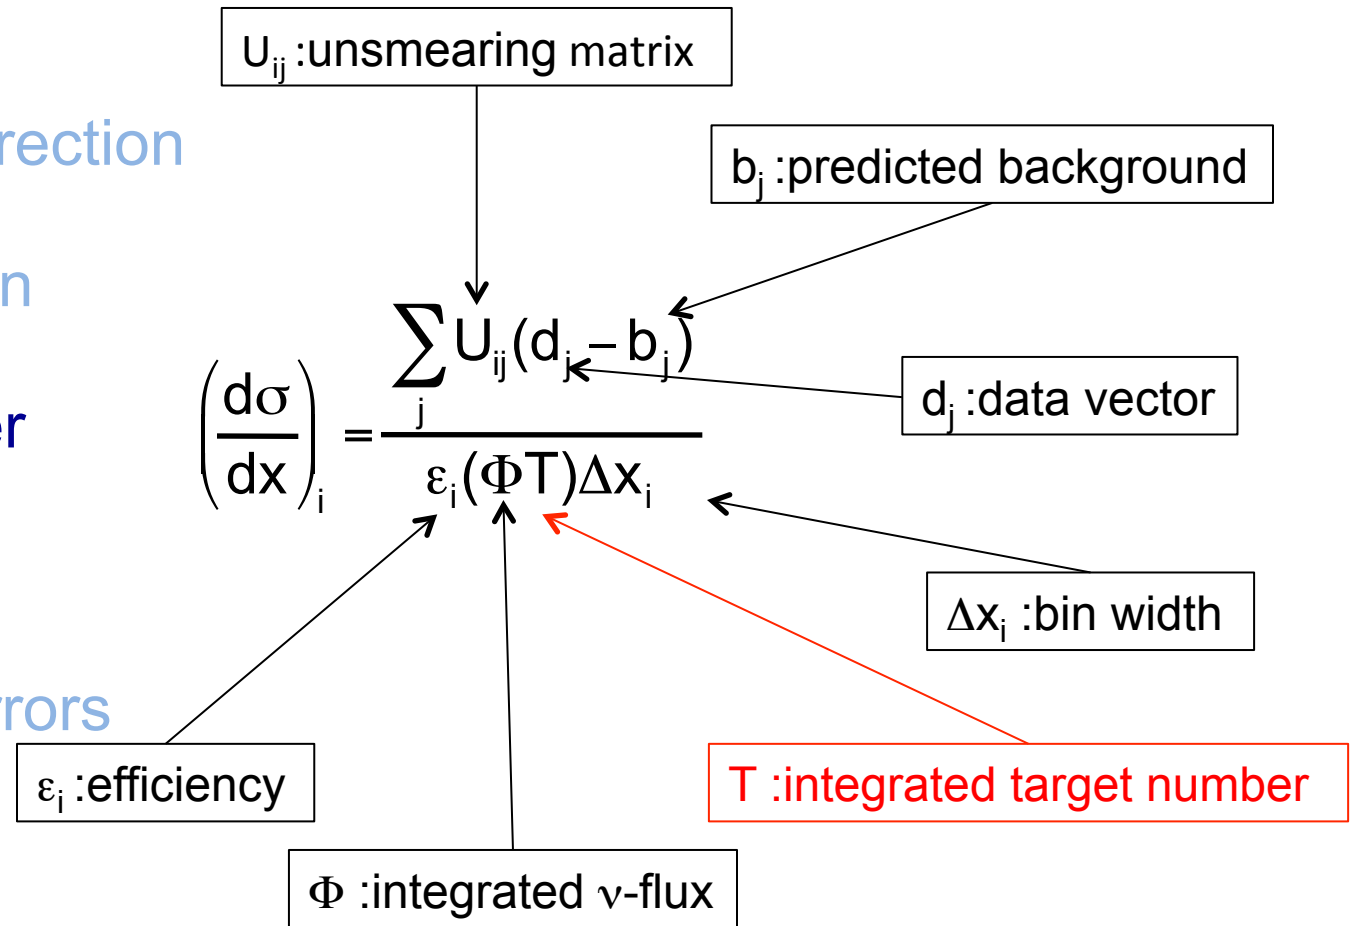 U_ij :unsmearing matrix
rection
b_j :predicted background
n
er
(dσ/dx)_i = ∑_j U_ij(d_j – b_j) / ε_i(ΦT)Δx_i
d_j :data vector
Δx_i :bin width
rrors
ε_i :efficiency
T :integrated target number
Φ :integrated ν-flux